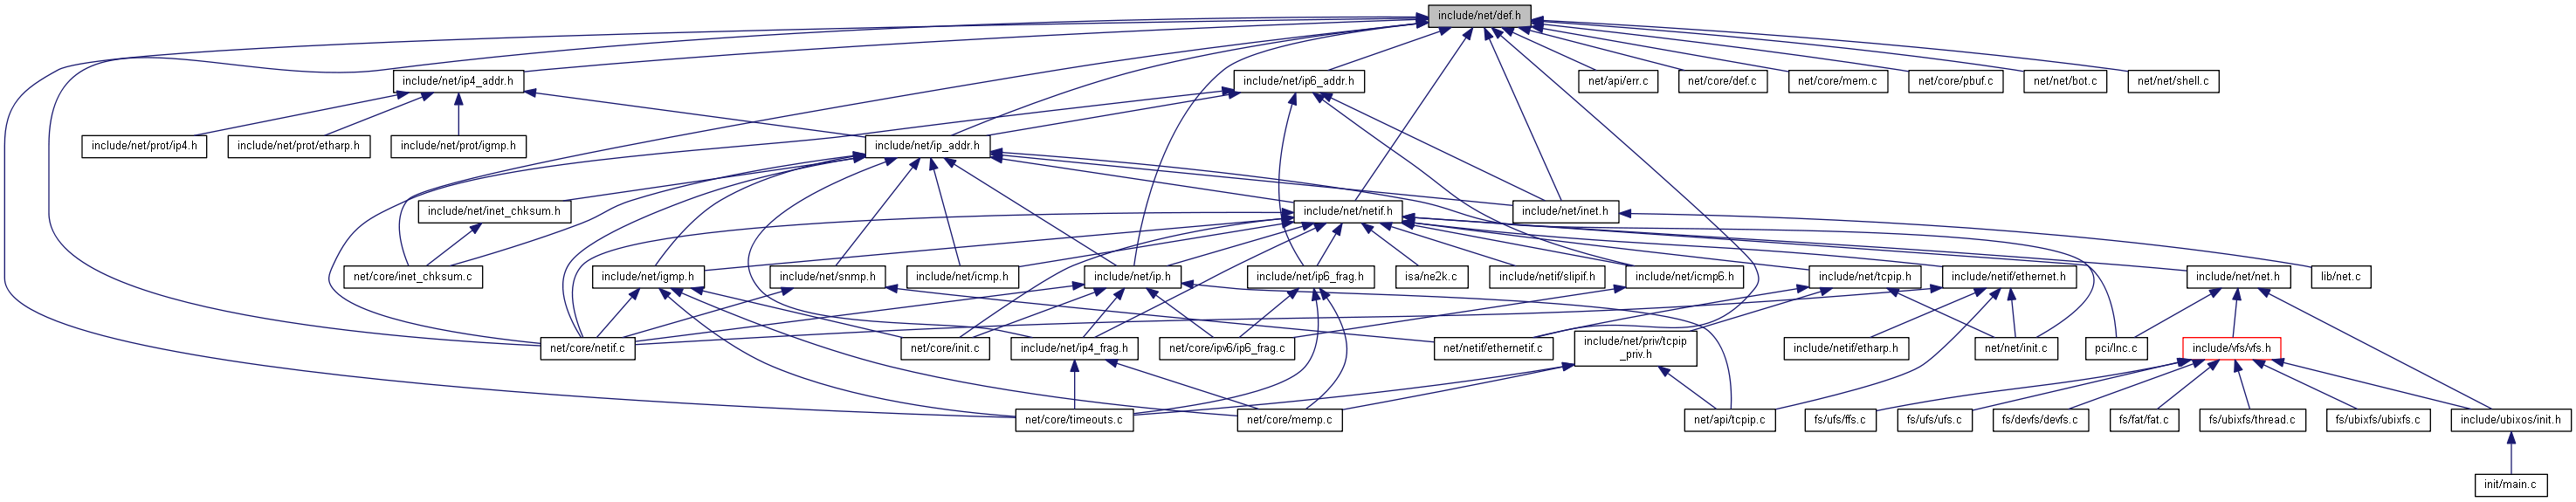 include/net/def.h
include/net/ip4_addr.h
include/net/ip6_addr.h
net/api/err.c
net/core/def.c
net/core/mem.c
net/core/pbuf.c
net/net/bot.c
net/net/shell.c
include/net/prot/ip4.h
include/net/prot/etharp.h
include/net/prot/igmp.h
include/net/ip_addr.h
include/net/inet_chksum.h
include/net/netif.h
include/net/inet.h
net/core/inet_chksum.c
include/net/igmp.h
include/net/snmp.h
include/net/icmp.h
include/net/ip.h
include/net/ip6_frag.h
isa/ne2k.c
include/netif/slipif.h
include/net/icmp6.h
include/net/tcpip.h
include/netif/ethernet.h
include/net/net.h
lib/net.c
net/core/netif.c
net/core/init.c
include/net/ip4_frag.h
net/core/ipv6/ip6_frag.c
net/netif/ethernetif.c
include/net/priv/tcpip
_priv.h
include/netif/etharp.h
net/net/init.c
pci/lnc.c
include/vfs/vfs.h
net/core/timeouts.c
net/core/memp.c
net/api/tcpip.c
fs/ufs/ffs.c
fs/ufs/ufs.c
fs/devfs/devfs.c
fs/fat/fat.c
fs/ubixfs/thread.c
fs/ubixfs/ubixfs.c
include/ubixos/init.h
init/main.c